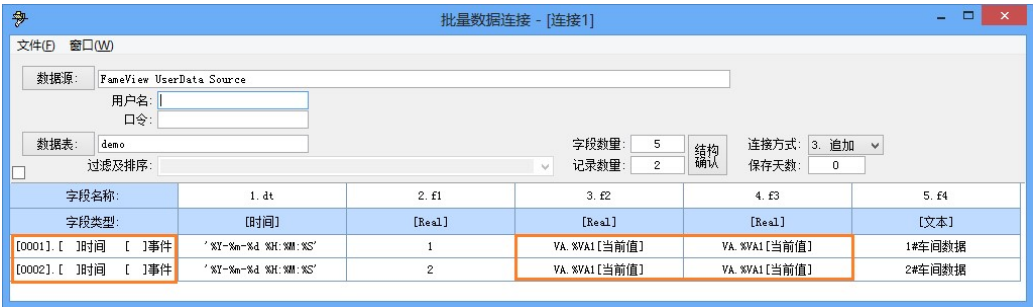 批量数据连接 - [连接1]
文件(F) 窗口(W)
数据源: FameView UserData Source
用户名:
口令:
数据表: demo 字段数量: 5 结构确认 连接方式: 3. 追加
过滤及排序: 记录数量: 2 保存天数: 0
字段名称: 1. dt 2. f1 3. f2 4. f3 5. f4
字段类型: [时间] [Real] [Real] [Real] [文本]
[0001]. [ ]时间 [ ]事件 '%Y-%m-%d %H:%M:%S' 1 VA.%VA1[当前值] VA.%VA1[当前值] 1#车间数据
[0002]. [ ]时间 [ ]事件 '%Y-%m-%d %H:%M:%S' 2 VA.%VA1[当前值] VA.%VA1[当前值] 2#车间数据